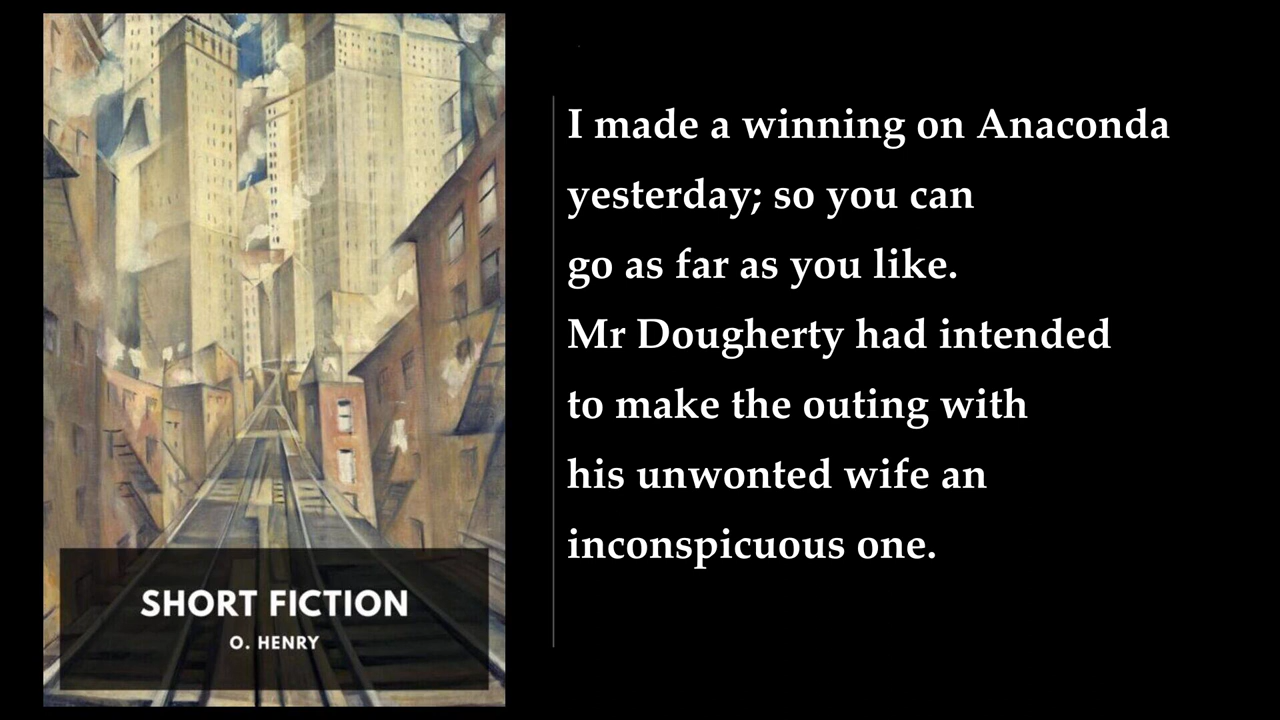 SHORT FICTION
O. HENRY
I made a winning on Anaconda
yesterday; so you can
go as far as you like.
Mr Dougherty had intended
to make the outing with
his unwonted wife an
inconspicuous one.